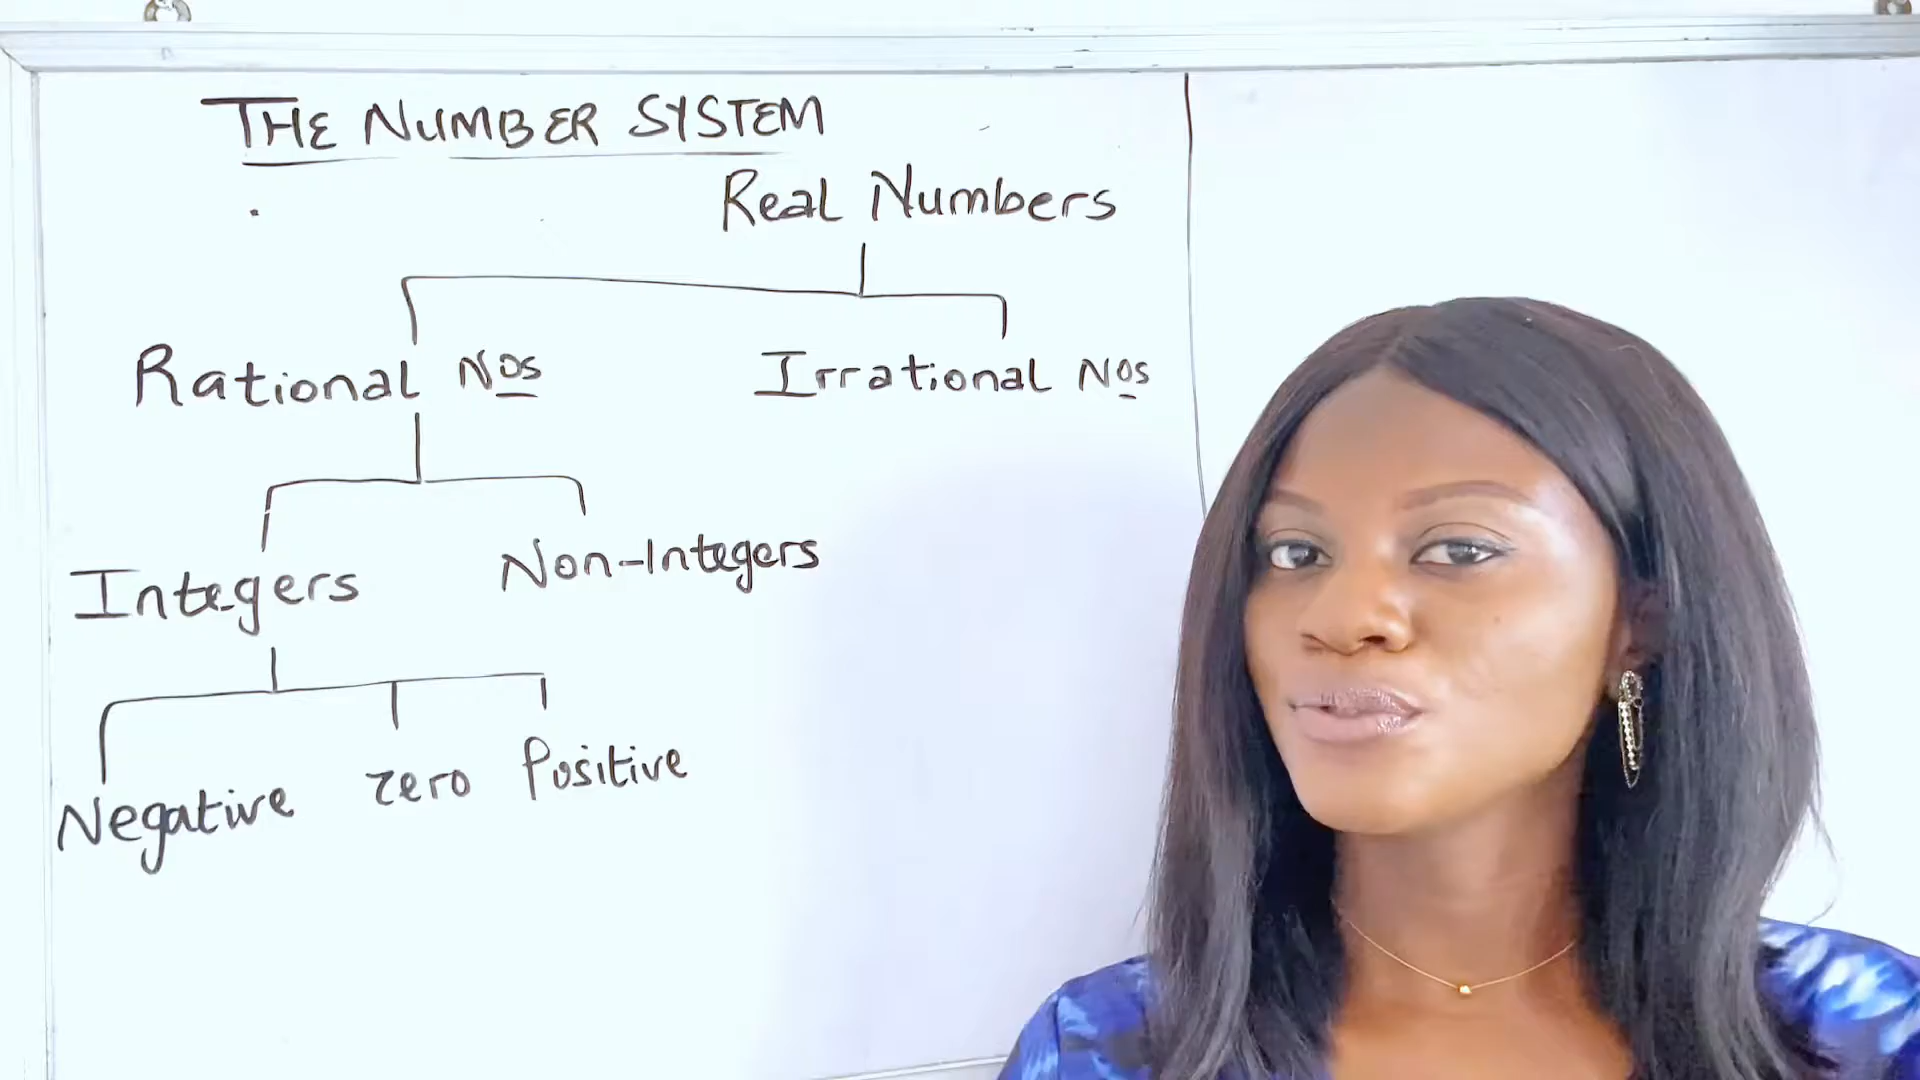 THE NUMBER SYSTEM
Real Numbers
Rational Nos Irrational Nos
Integers Non-Integers
Negative zero Positive